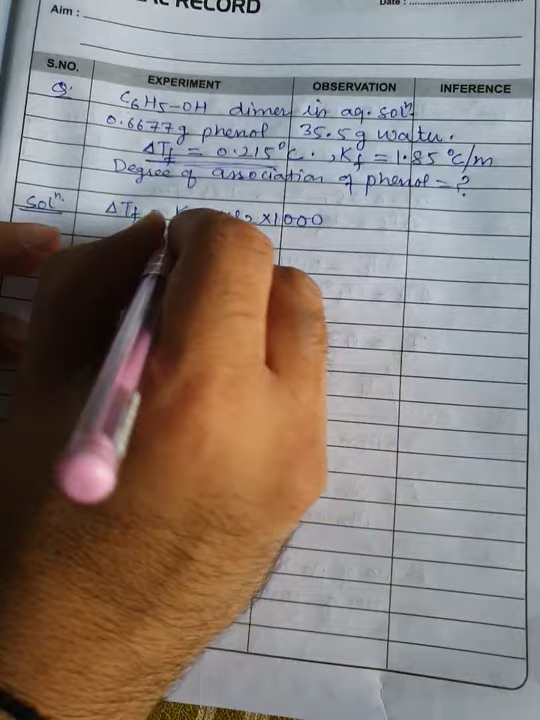 RECORD
Date :
Aim :
S.NO. EXPERIMENT OBSERVATION INFERENCE
Q. C6H5-OH dimer in aq. solⁿ
0.6677g phenol 35.5g water.
ΔTf = 0.215°C. , Kf = 1.85 °C/m
Degree of association of phenol = ?
Solⁿ. ΔTf ×1000